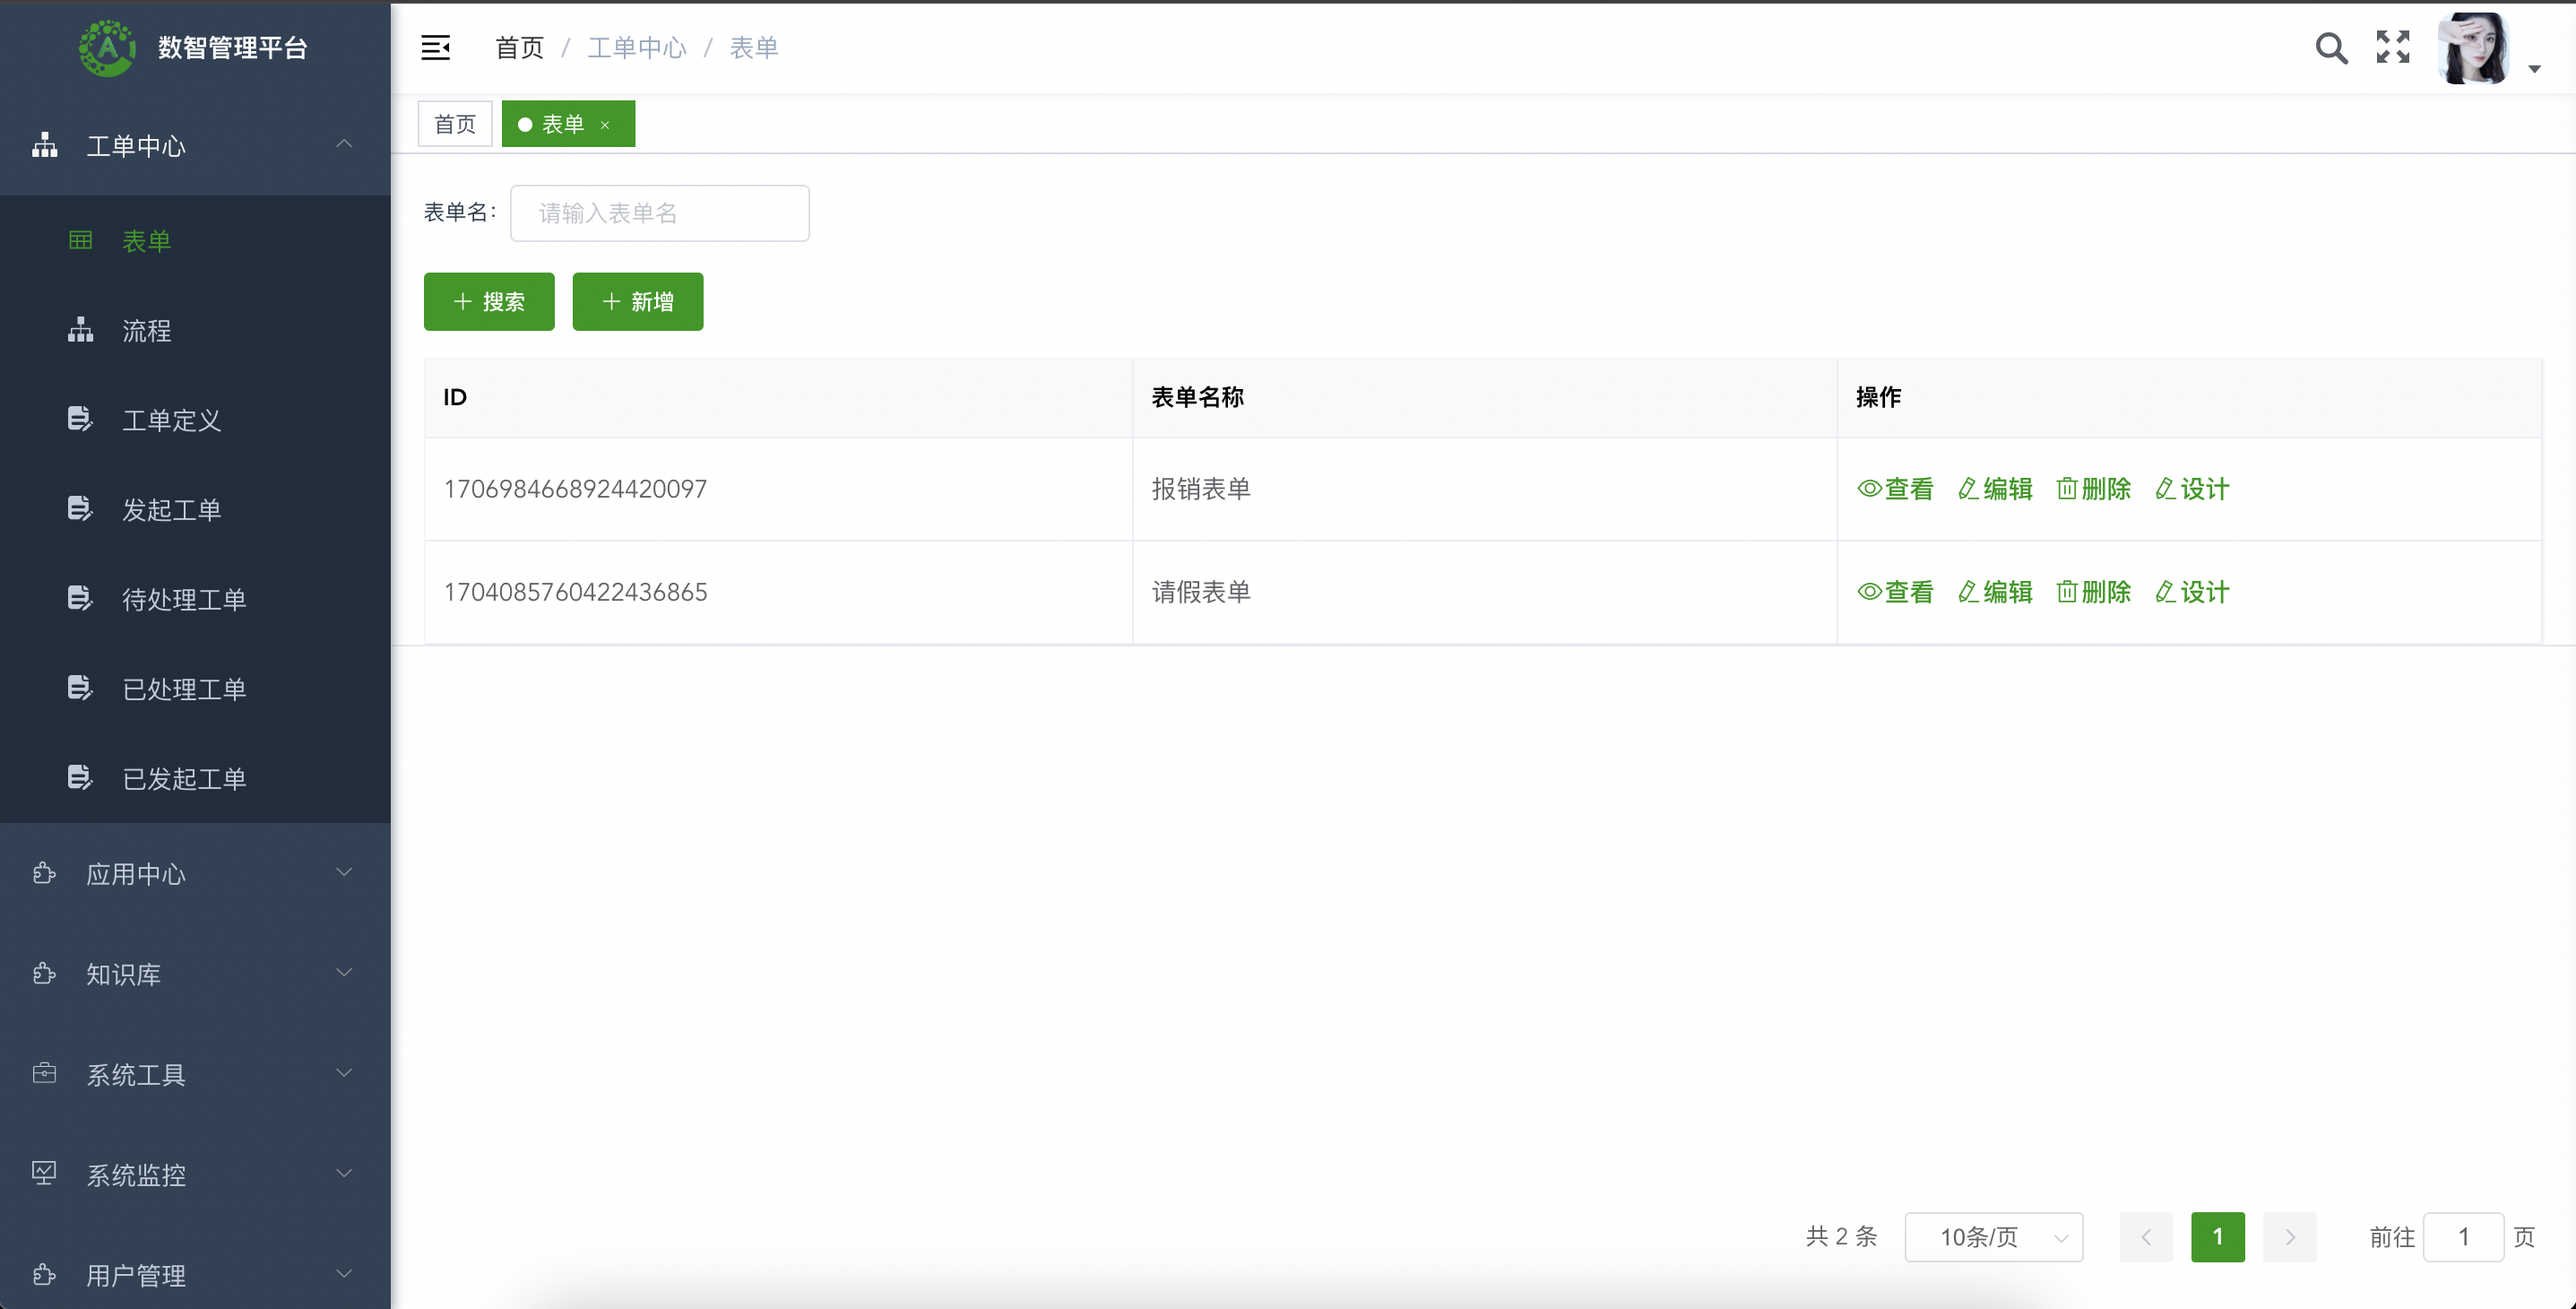 数智管理平台
首页 / 工单中心 / 表单
首页
表单 ×
工单中心
表单
流程
工单定义
发起工单
待处理工单
已处理工单
已发起工单
应用中心
知识库
系统工具
系统监控
用户管理
表单名：
请输入表单名
搜索
新增
ID 表单名称 操作
1706984668924420097 报销表单 查看 编辑 删除 设计
1704085760422436865 请假表单 查看 编辑 删除 设计
共 2 条 10条/页 1 前往 1 页